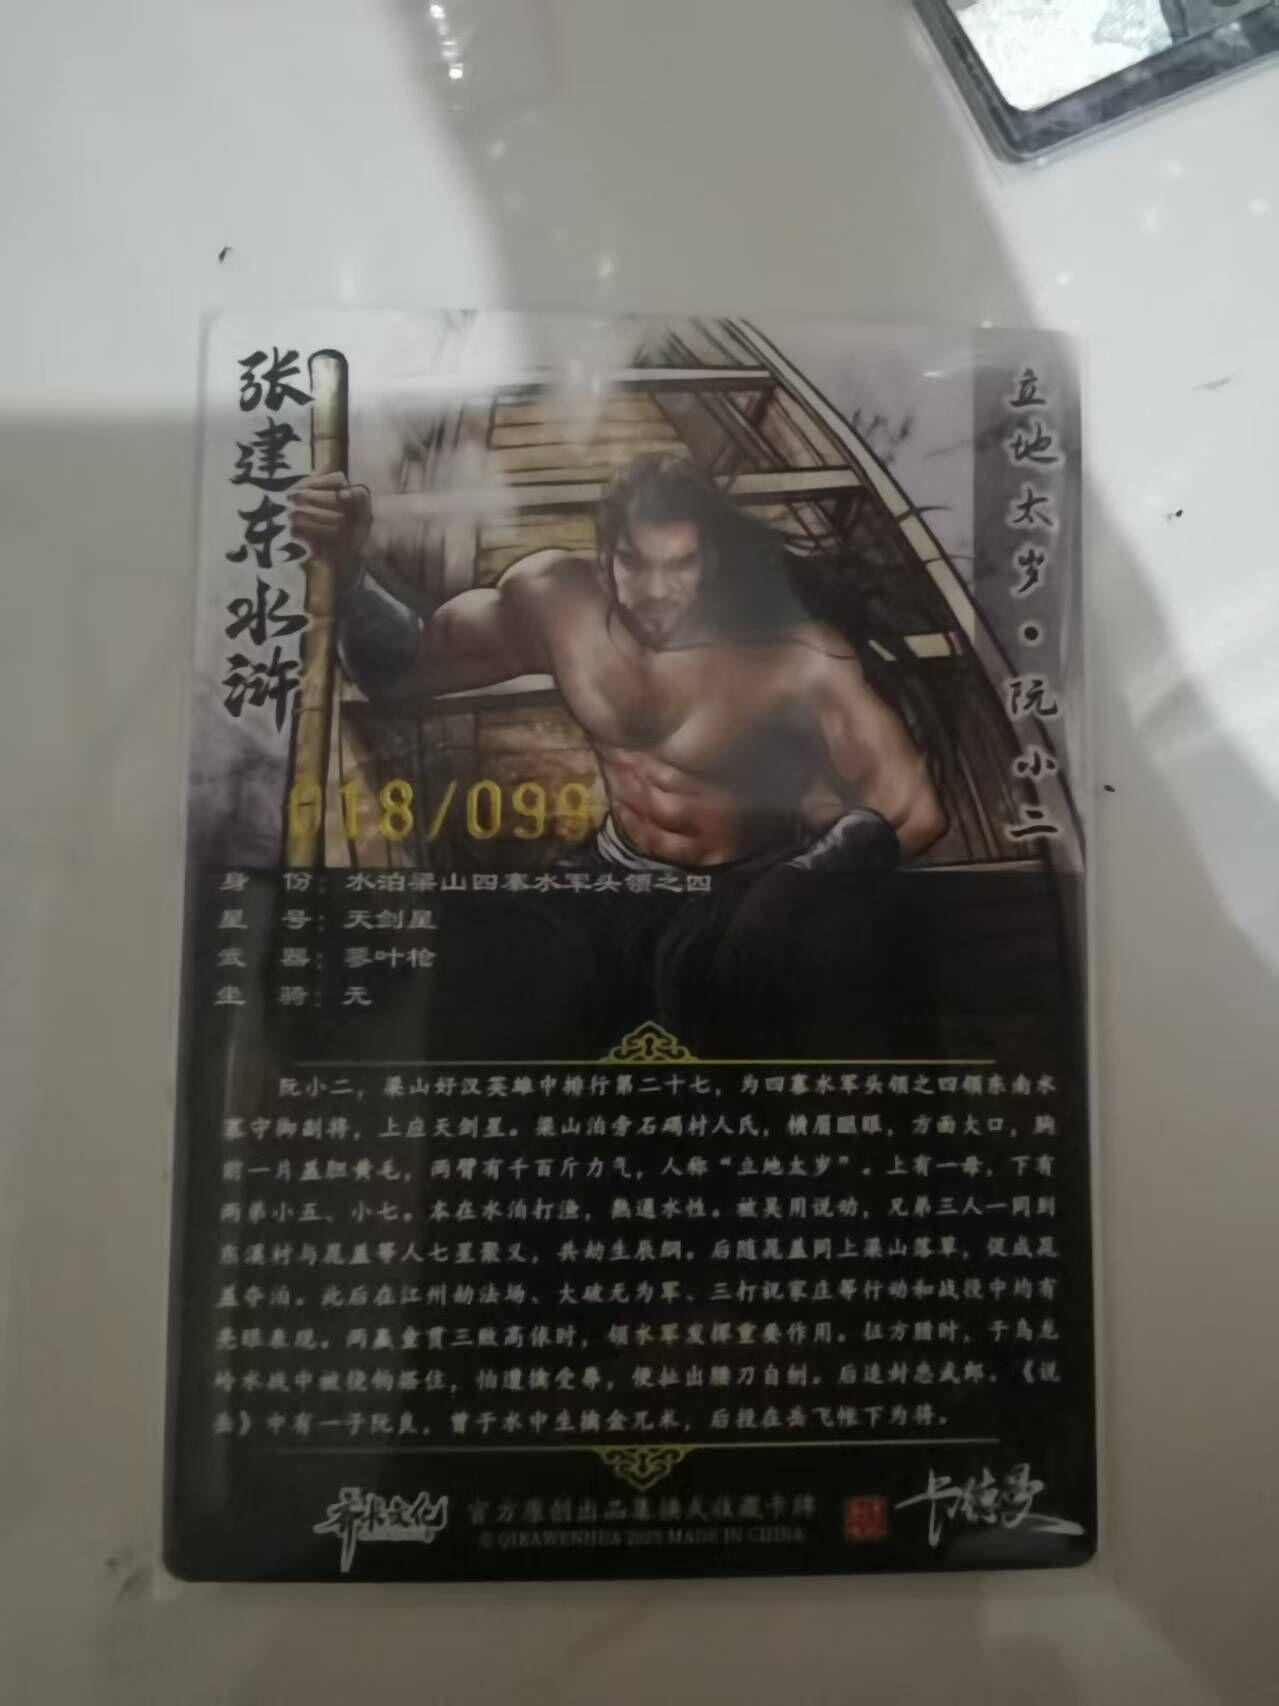 张建东水浒
立地太岁·阮小二
018/099
身 份：水泊梁山四寨水军头领之四
星 号：天剑星
武 器：蓼叶枪
坐 骑：无
阮小二，梁山好汉英雄中排行第二十七，为四寨水军头领之四领东南水
寨守御副将，上应天剑星。梁山泊旁石碣村人氏，横眉眍眼，方面大口，胸
前一片盖胆黄毛，两臂有千百斤力气，人称“立地太岁”。上有一母，下有
两弟小五、小七。本在水泊打渔，熟通水性。被吴用说动，兄弟三人一同到
东溪村与晁盖等人七星聚义，共劫生辰纲。后随晁盖同上梁山落草，促成晁
盖夺泊。此后在江州劫法场、大破无为军、三打祝家庄等行动和战役中均有
亮眼表现。两赢童贯三败高俅时，领水军发挥重要作用。征方腊时，于乌龙
岭水战中被挠钩搭住，怕遭擒受辱，便扯出腰刀自刎。后追封忠武郎。《说
岳》中有一子阮良，曾于水中生擒金兀术，后投在岳飞帐下为将。
齐卡文化
官方原创出品集换式收藏卡牌
© QIKAWENHUA 2025 MADE IN CHINA
卡德曼